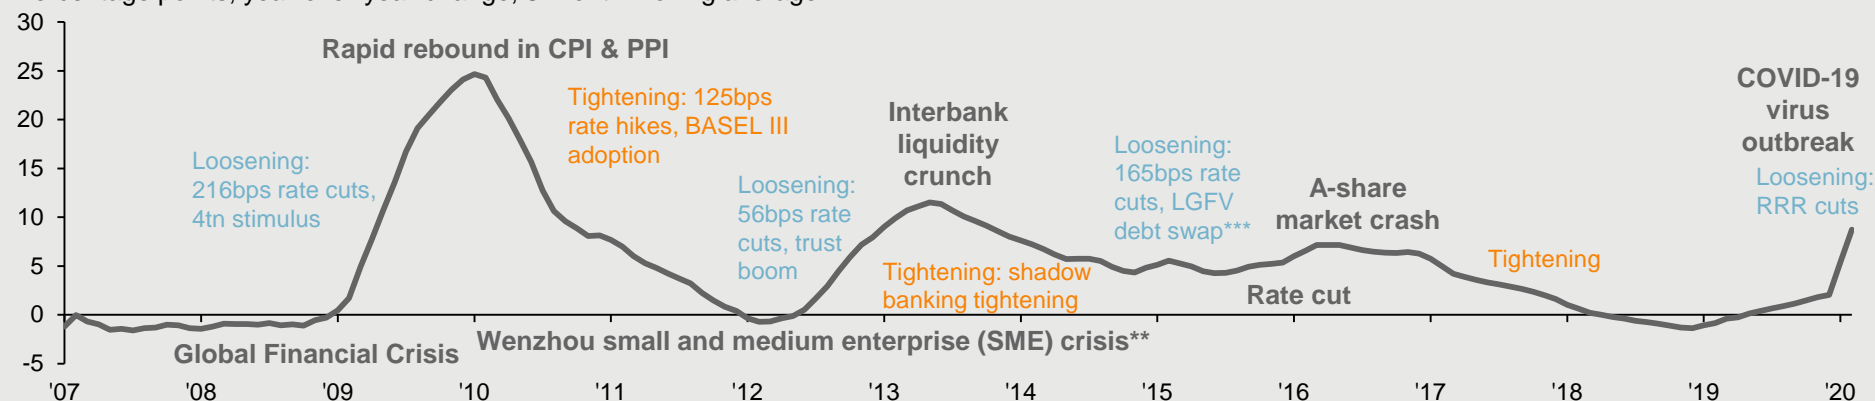 30
25
20
15
10
5
0
-5
Rapid rebound in CPI & PPI
Loosening:
216bps rate cuts,
4tn stimulus
Tightening: 125bps
rate hikes, BASEL III
adoption
Loosening:
56bps rate
cuts, trust
boom
Interbank
liquidity
crunch
Tightening: shadow
banking tightening
Loosening:
165bps rate
cuts, LGFV
debt swap***
A-share
market crash
Rate cut
Tightening
COVID-19
virus
outbreak
Loosening:
RRR cuts
Global Financial Crisis
Wenzhou small and medium enterprise (SME) crisis**
'07 '08 '09 '10 '11 '12 '13 '14 '15 '16 '17 '18 '19 '20